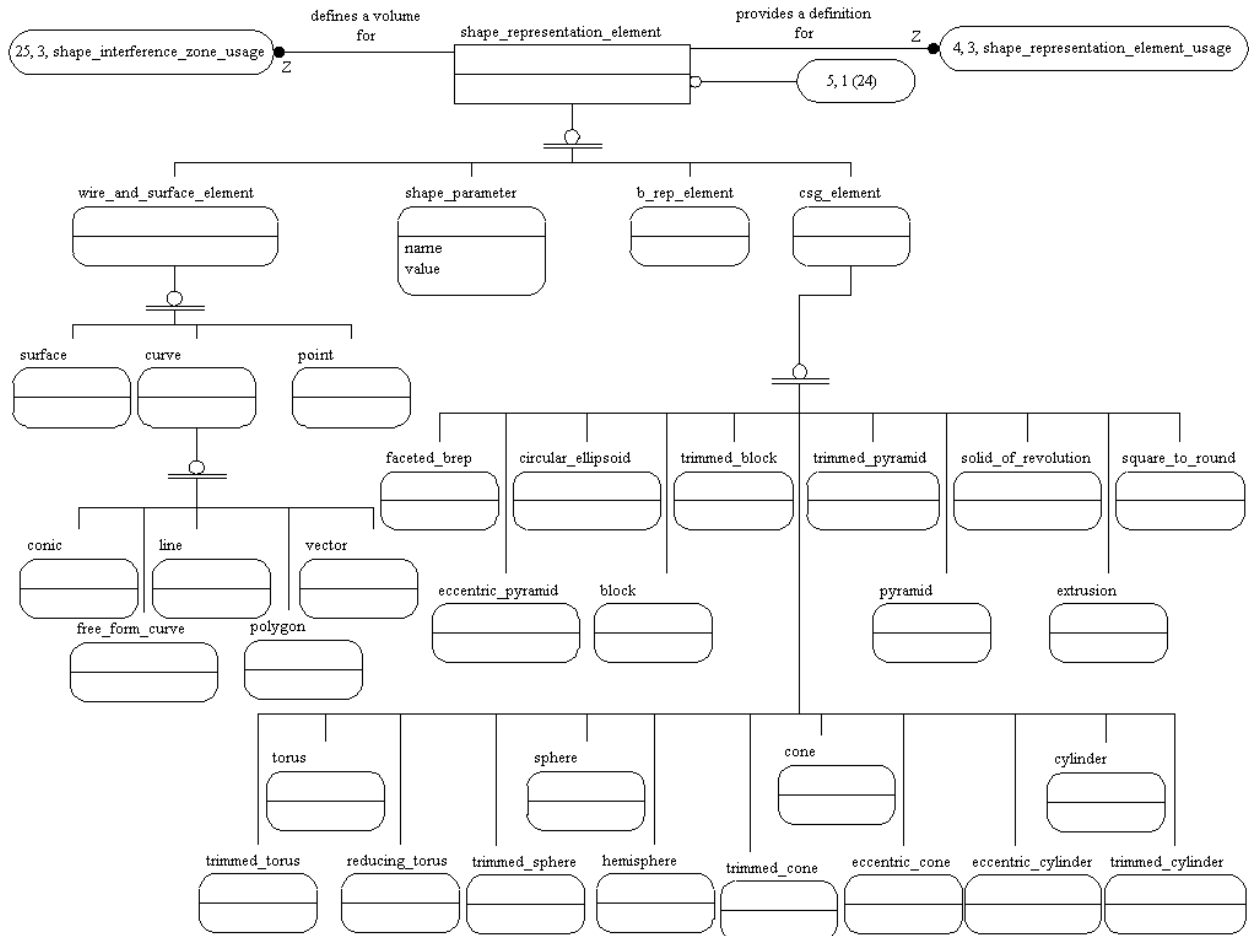 defines a volume
for
shape_representation_element
provides a definition
for
25, 3, shape_interference_zone_usage
Z
Z
4, 3, shape_representation_element_usage
5, 1 (24)
wire_and_surface_element
shape_parameter
b_rep_element
csg_element
name
value
surface
curve
point
faceted_brep
circular_ellipsoid
trimmed_block
trimmed_pyramid
solid_of_revolution
square_to_round
conic
line
vector
eccentric_pyramid
block
pyramid
extrusion
free_form_curve
polygon
torus
sphere
cone
cylinder
trimmed_torus
reducing_torus
trimmed_sphere
hemisphere
trimmed_cone
eccentric_cone
eccentric_cylinder
trimmed_cylinder